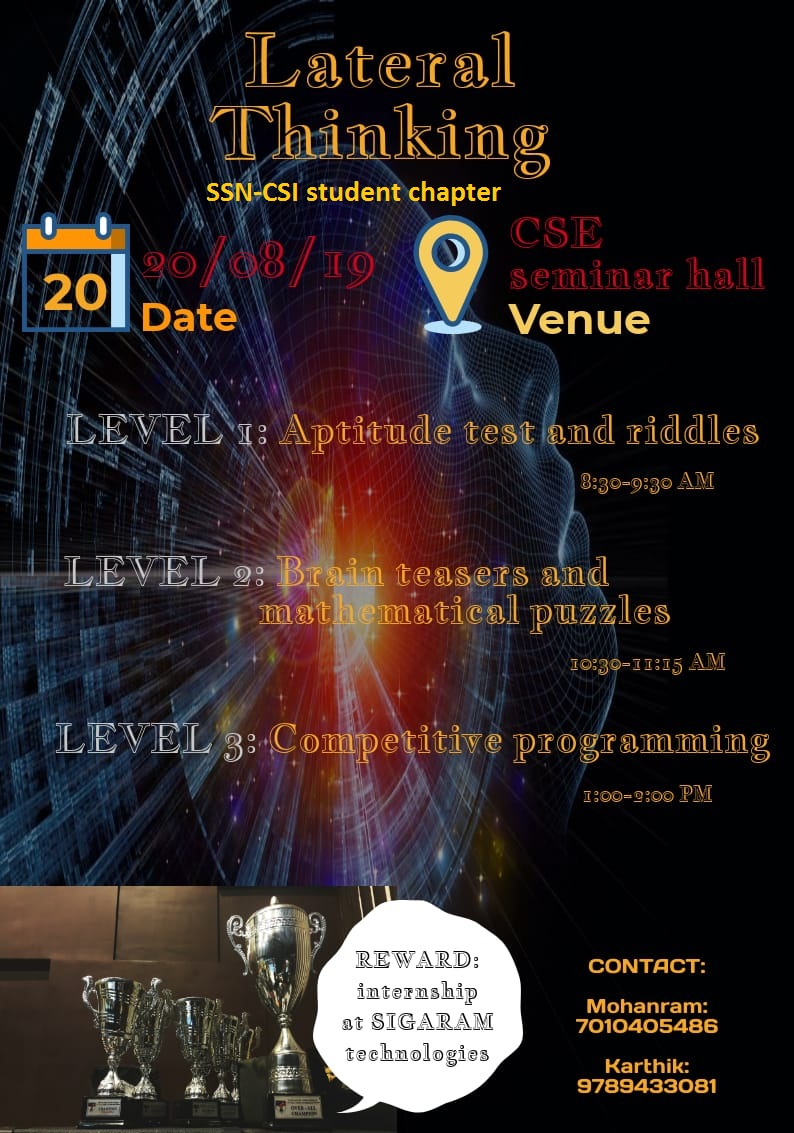 Lateral
Thinking
SSN-CSI student chapter
20
20/08/19
Date
CSE
seminar hall
Venue
LEVEL 1: Aptitude test and riddles
8:30-9:30 AM
LEVEL 2: Brain teasers and
mathematical puzzles
10:30-11:15 AM
LEVEL 3: Competitive programming
1:00-2:00 PM
REWARD:
internship
at SIGARAM
technologies
CONTACT:
Mohanram:
7010405486
Karthik:
9789433081
OVER-ALL
CHAMPION